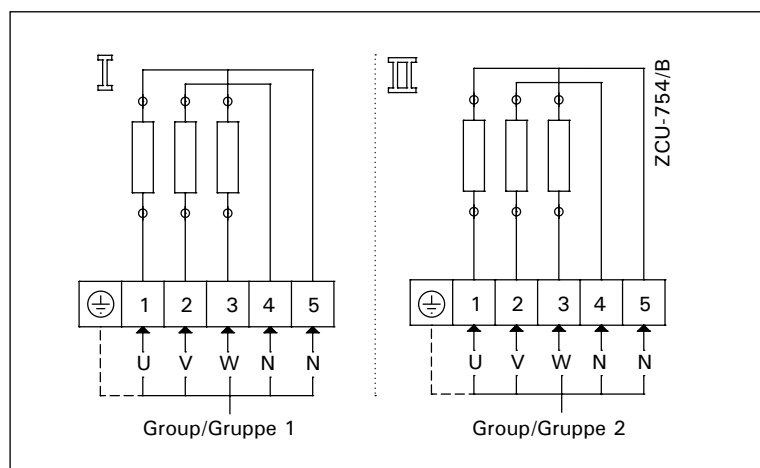 I
II
ZCU-754/B
1 2 3 4 5
1 2 3 4 5
U V W N N
U V W N N
Group/Gruppe 1
Group/Gruppe 2